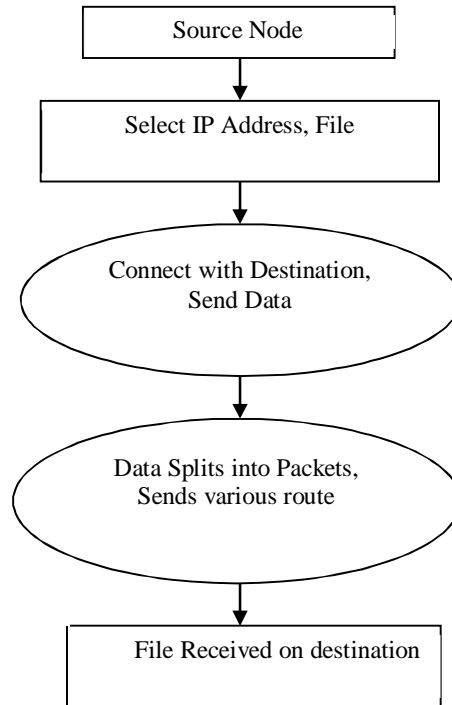 Source Node
Select IP Address, File
Connect with Destination,
Send Data
Data Splits into Packets,
Sends various route
File Received on destination